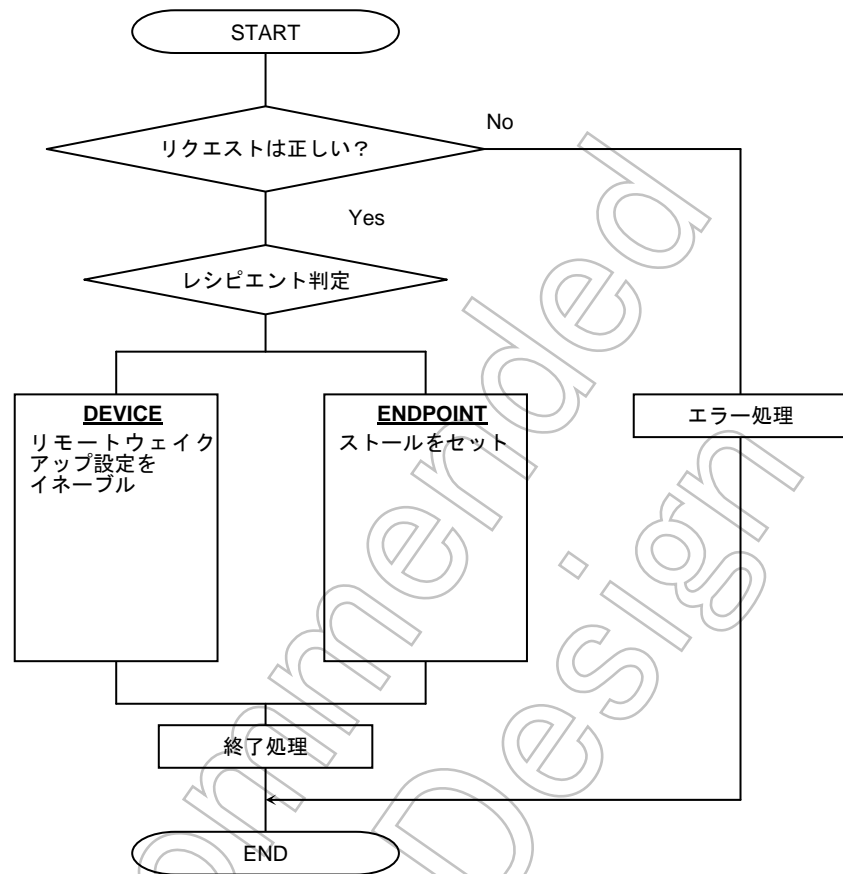 START
リクエストは正しい？
No
Yes
レシピエント判定
DEVICE
リモートウェイク
アップ設定を
イネーブル
ENDPOINT
ストールをセット
エラー処理
終了処理
END
ommended
Design